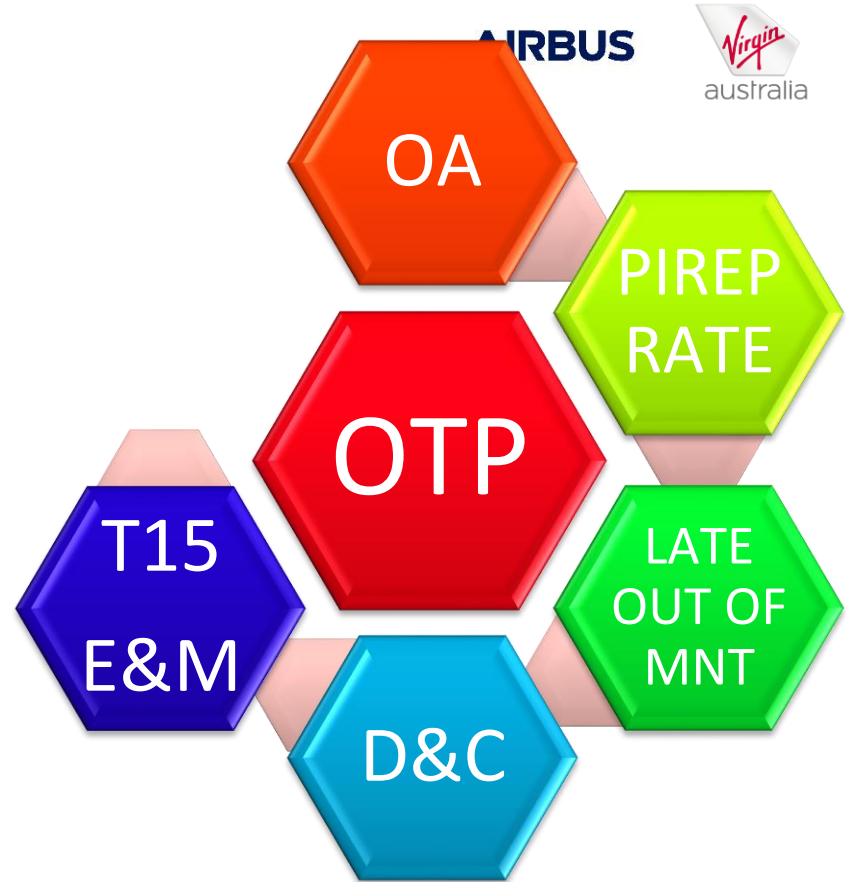 AIRBUS
Virgin
australia
OA
PIREP
RATE
OTP
T15
E&M
LATE
OUT OF
MNT
D&C